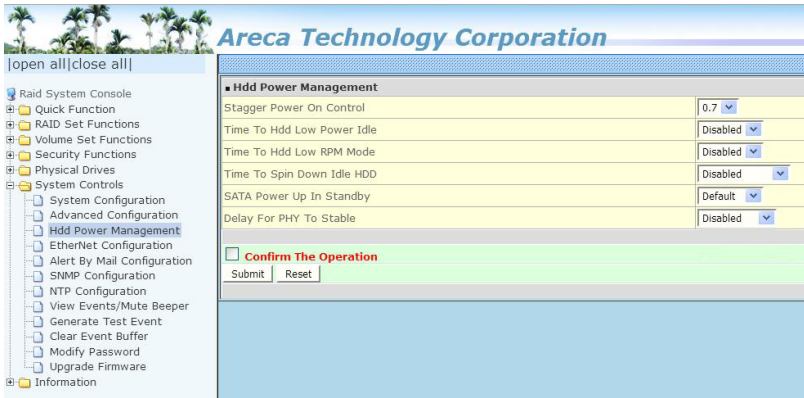 Areca Technology Corporation
|open all|close all|
Raid System Console
Quick Function
RAID Set Functions
Volume Set Functions
Security Functions
Physical Drives
System Controls
System Configuration
Advanced Configuration
Hdd Power Management
EtherNet Configuration
Alert By Mail Configuration
SNMP Configuration
NTP Configuration
View Events/Mute Beeper
Generate Test Event
Clear Event Buffer
Modify Password
Upgrade Firmware
Information
Hdd Power Management
Stagger Power On Control 0.7
Time To Hdd Low Power Idle Disabled
Time To Hdd Low RPM Mode Disabled
Time To Spin Down Idle HDD Disabled
SATA Power Up In Standby Default
Delay For PHY To Stable Disabled
Confirm The Operation
Submit Reset